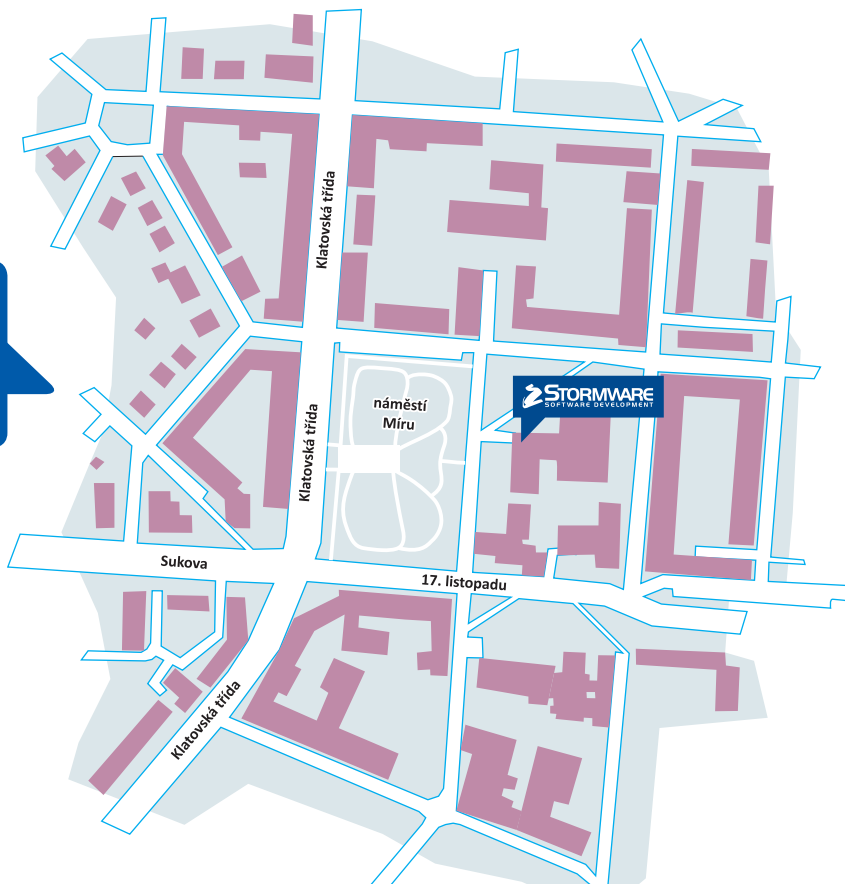 Klatovská třída
STORMWARE
SOFTWARE DEVELOPMENT
náměstí
Míru
Klatovská třída
Sukova
17. listopadu
Klatovská třída